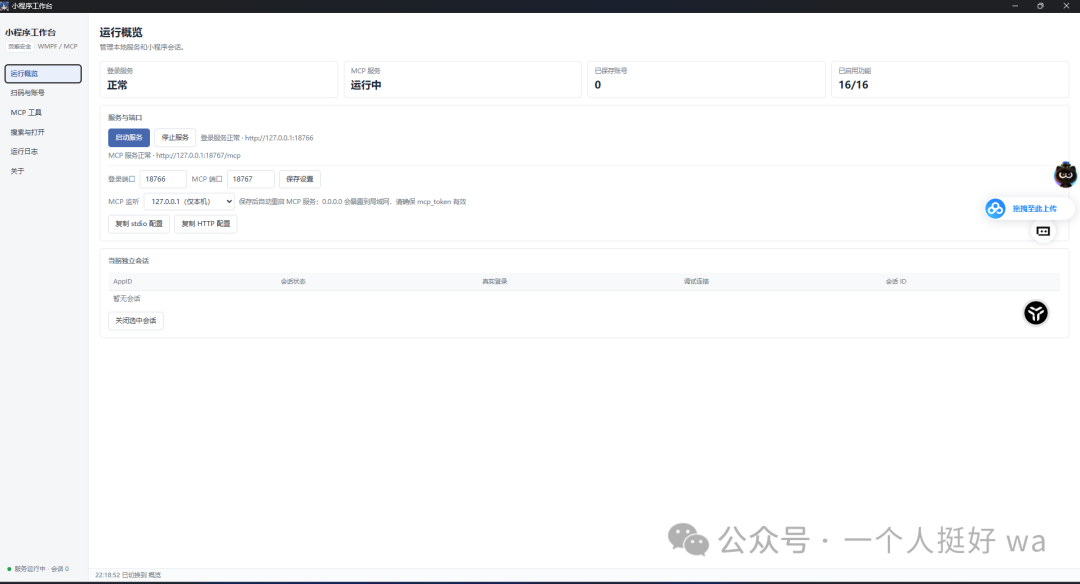 小程序工作台
小程序工作台
页豌安全 WMPF / MCP
运行概览
扫码与账号
MCP 工具
搜索与打开
运行日志
关于
服务运行中 · 会话 0
运行概览
管理本地服务和小程序会话。
登录服务
正常
MCP 服务
运行中
已保存账号
0
已启用功能
16/16
服务与端口
启动服务 停止服务 登录服务正常 · http://127.0.0.1:18766
MCP 服务正常 · http://127.0.0.1:18767/mcp
登录端口 18766 MCP 端口 18767 保存设置
MCP 监听 127.0.0.1（仅本机） 保存后自动重启 MCP 服务；0.0.0.0 会暴露到局域网，请确保 mcp_token 有效
复制 stdio 配置 复制 HTTP 配置
拖拽至此上传
当前独立会话
AppID 会话状态 真实登录 调试连接 会话 ID
暂无会话
关闭选中会话
公众号 · 一个人挺好 wa
22:18:52 已切换到 概览